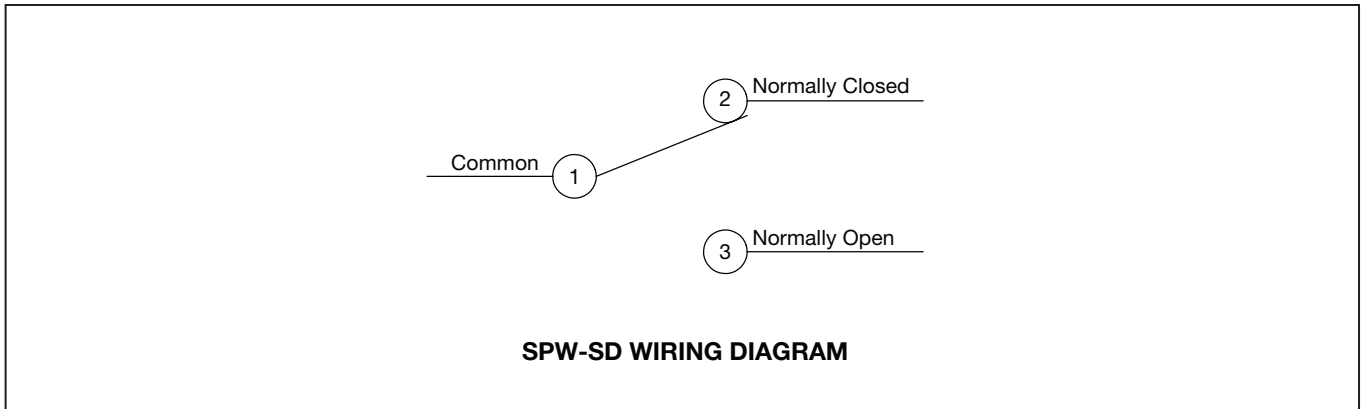 2 Normally Closed
Common 1
3 Normally Open
SPW-SD WIRING DIAGRAM